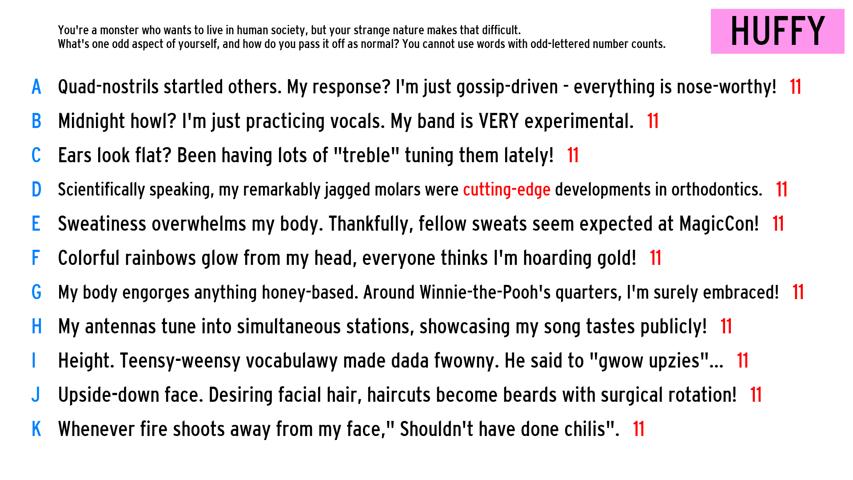 You're a monster who wants to live in human society, but your strange nature makes that difficult.
What's one odd aspect of yourself, and how do you pass it off as normal? You cannot use words with odd-lettered number counts.
HUFFY
A Quad-nostrils startled others. My response? I'm just gossip-driven - everything is nose-worthy! 11
B Midnight howl? I'm just practicing vocals. My band is VERY experimental. 11
C Ears look flat? Been having lots of "treble" tuning them lately! 11
D Scientifically speaking, my remarkably jagged molars were cutting-edge developments in orthodontics. 11
E Sweatiness overwhelms my body. Thankfully, fellow sweats seem expected at MagicCon! 11
F Colorful rainbows glow from my head, everyone thinks I'm hoarding gold! 11
G My body engorges anything honey-based. Around Winnie-the-Pooh's quarters, I'm surely embraced! 11
H My antennas tune into simultaneous stations, showcasing my song tastes publicly! 11
I Height. Teensy-weensy vocabulawy made dada fwowny. He said to "gwow upzies"... 11
J Upside-down face. Desiring facial hair, haircuts become beards with surgical rotation! 11
K Whenever fire shoots away from my face," Shouldn't have done chilis". 11